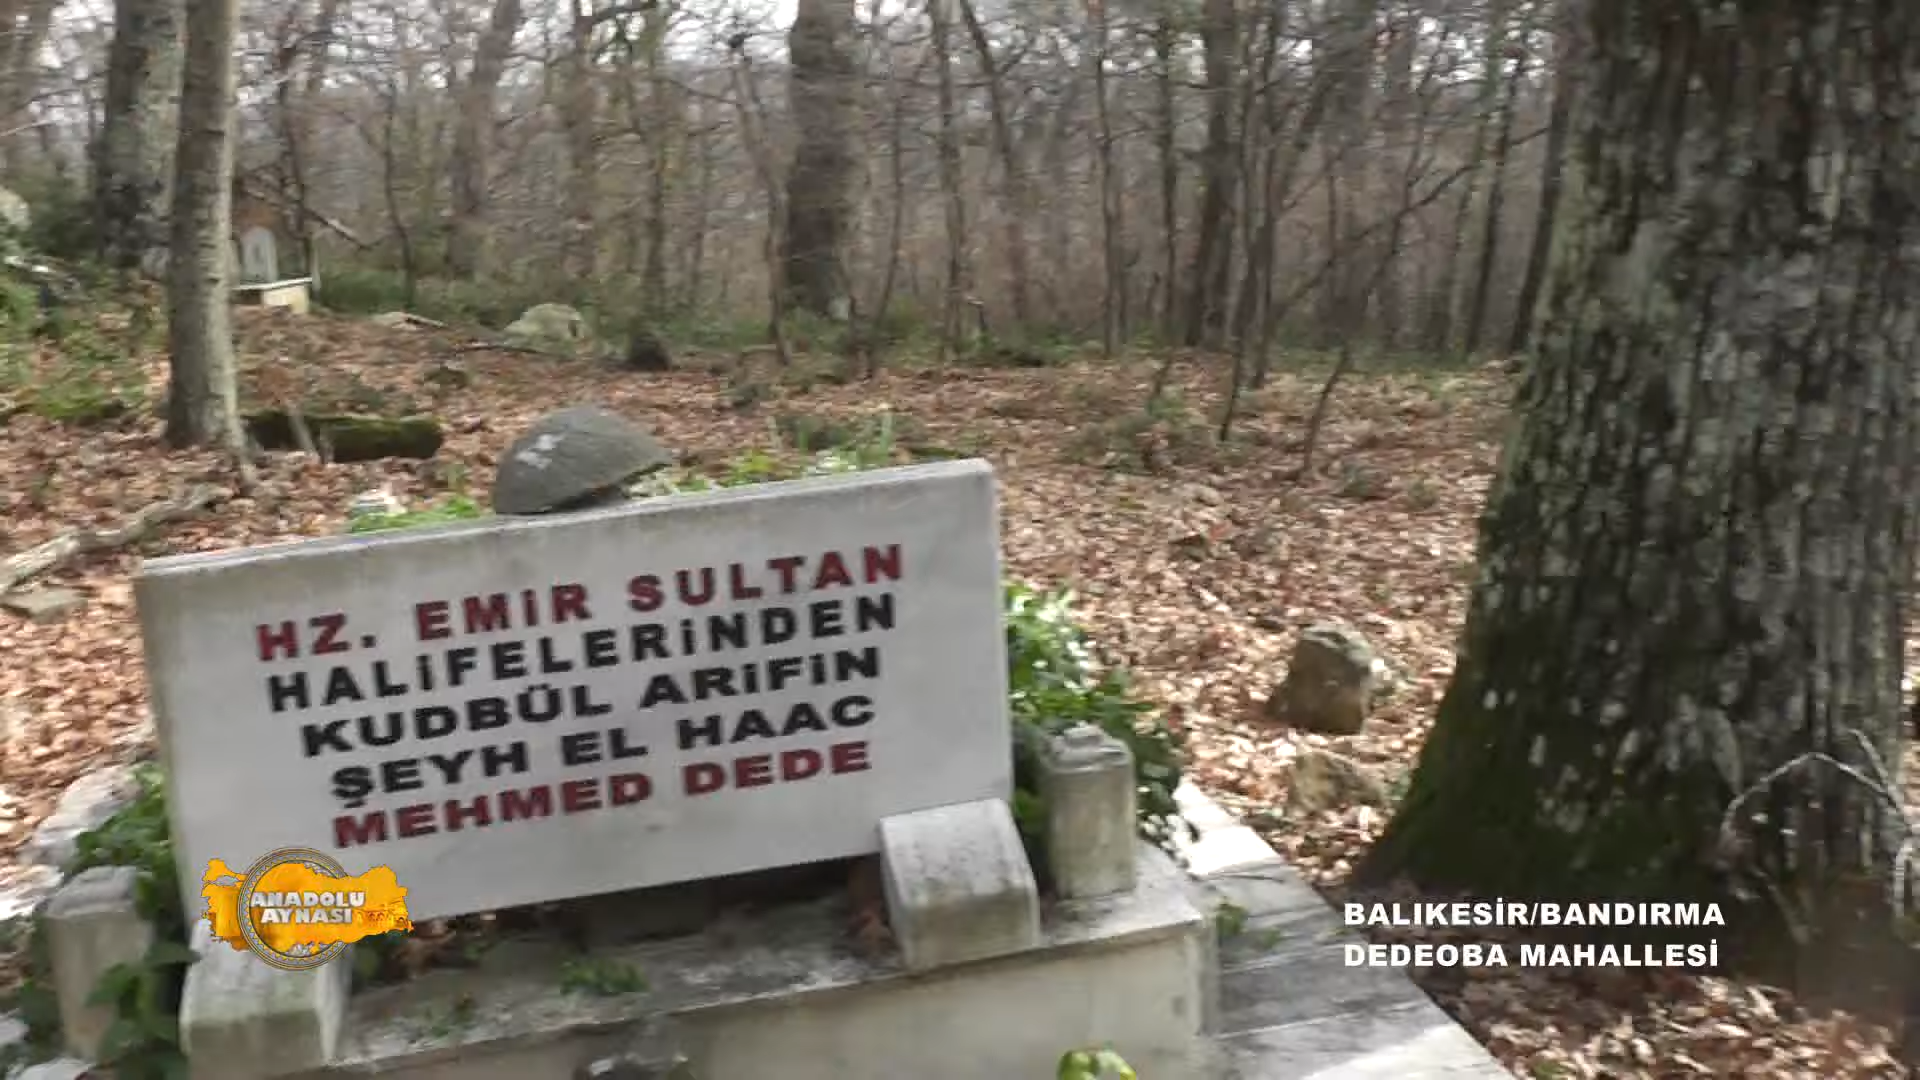 HZ. EMİR SULTAN
HALİFELERİNDEN
KUDBÜL ARİFİN
ŞEYH EL HAAC
MEHMED DEDE
ANADOLU
AYNASI
BALIKESİR/BANDIRMA
DEDEOBA MAHALLESİ